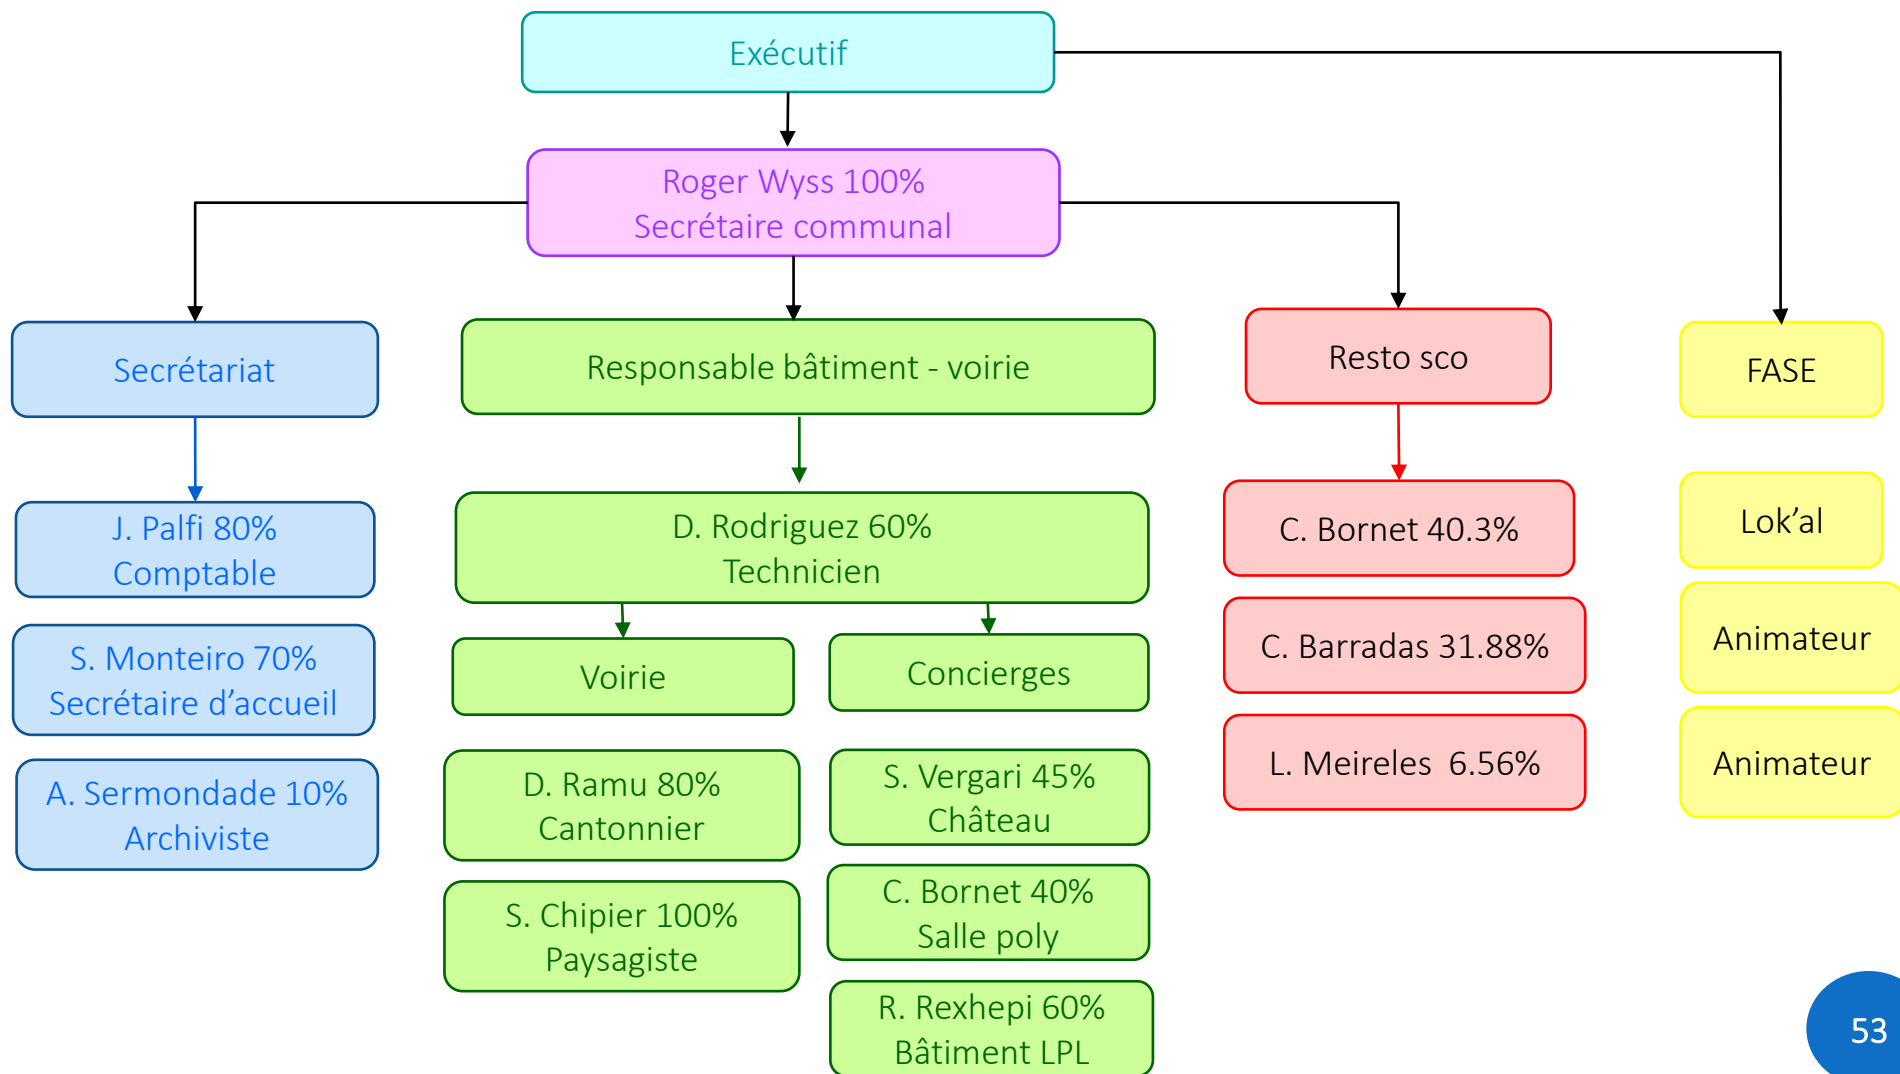 Exécutif
Roger Wyss 100%
Secrétaire communal
Secrétariat
Responsable bâtiment - voirie
Resto sco
FASE
J. Palfi 80%
Comptable
S. Monteiro 70%
Secrétaire d’accueil
A. Sermondade 10%
Archiviste
D. Rodriguez 60%
Technicien
Voirie
D. Ramu 80%
Cantonnier
S. Chipier 100%
Paysagiste
Concierges
S. Vergari 45%
Château
C. Bornet 40%
Salle poly
R. Rexhepi 60%
Bâtiment LPL
C. Bornet 40.3%
C. Barradas 31.88%
L. Meireles  6.56%
Lok’al
Animateur
Animateur
53